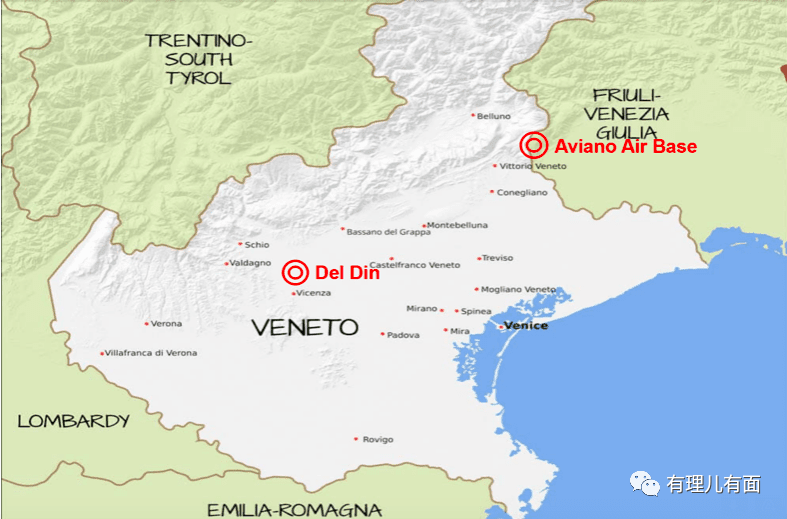 TRENTINO-
SOUTH
TYROL
FRIULI-
VENEZIA
GIULIA
Belluno
Aviano Air Base
Vittorio Veneto
Conegliano
Montebelluna
Bassano del Grappa
Schio
Valdagno
Castelfranco Veneto
Treviso
Del Din
Vicenza
Mogliano Veneto
Mirano
Spinea
Verona
VENETO
Padova
Mira
Venice
Villafranca di Verona
LOMBARDY
Rovigo
有理儿有面
EMILIA-ROMAGNA